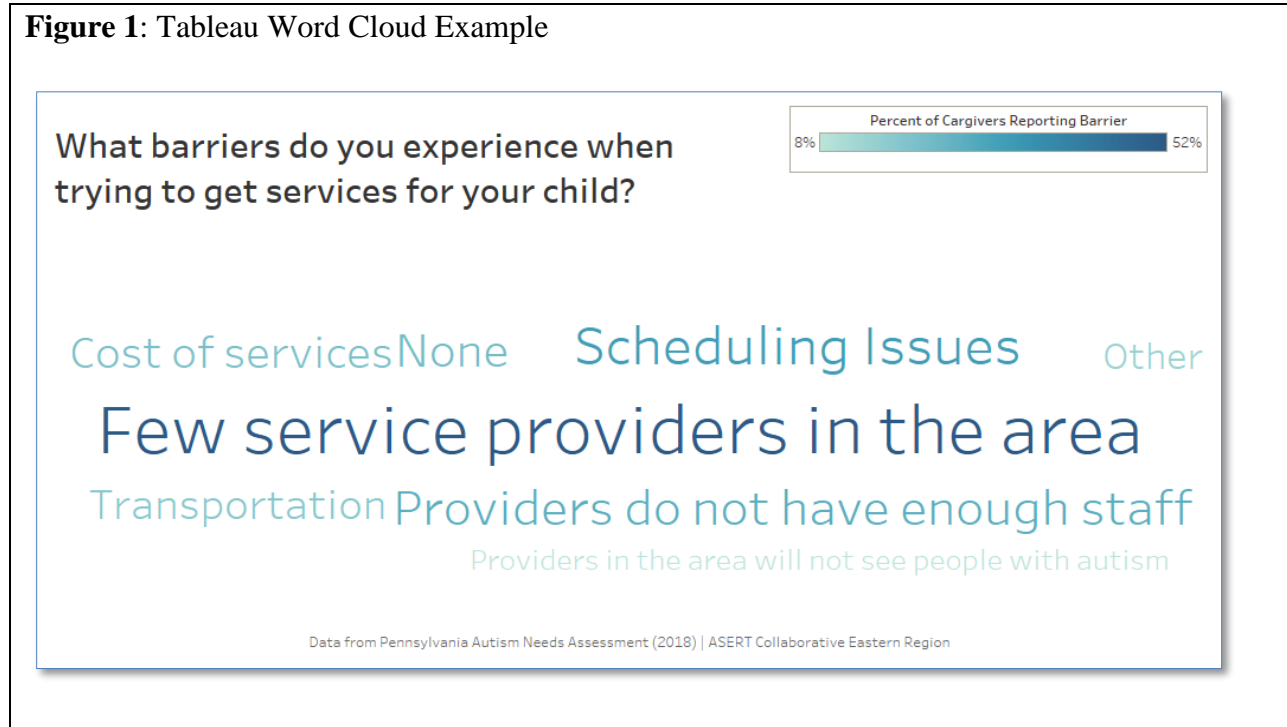 Figure 1: Tableau Word Cloud Example
What barriers do you experience when
trying to get services for your child?
Percent of Cargivers Reporting Barrier
8% 52%
Cost of services None Scheduling Issues Other
Few service providers in the area
Transportation Providers do not have enough staff
Providers in the area will not see people with autism
Data from Pennsylvania Autism Needs Assessment (2018) | ASERT Collaborative Eastern Region